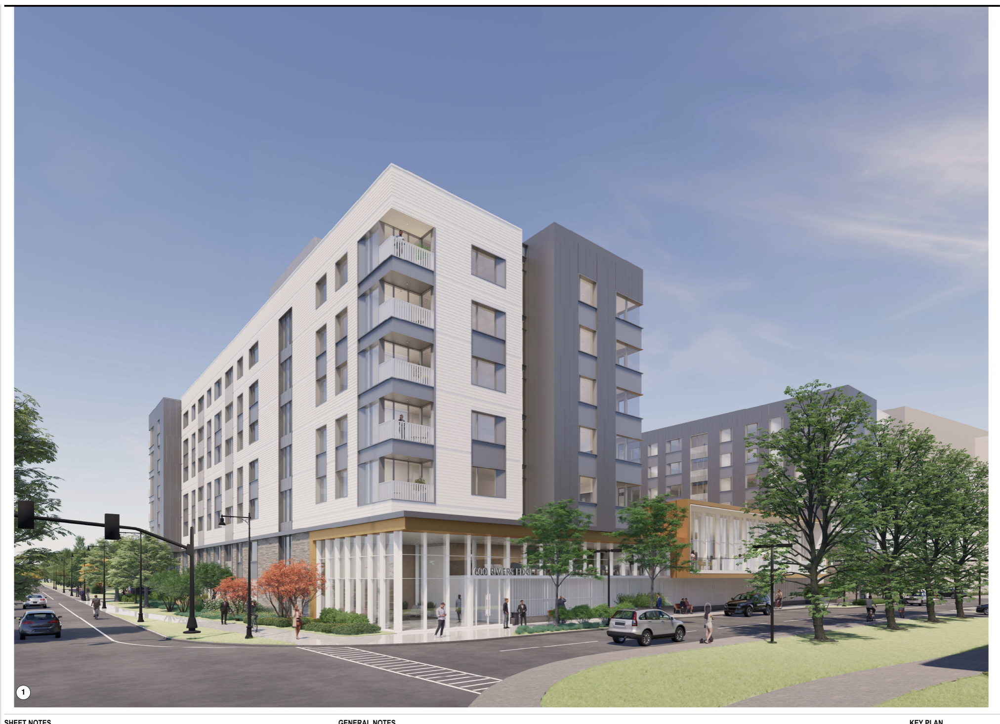 600 RIVERS EDGE
1
SHEET NOTES
GENERAL NOTES
KEY PLAN